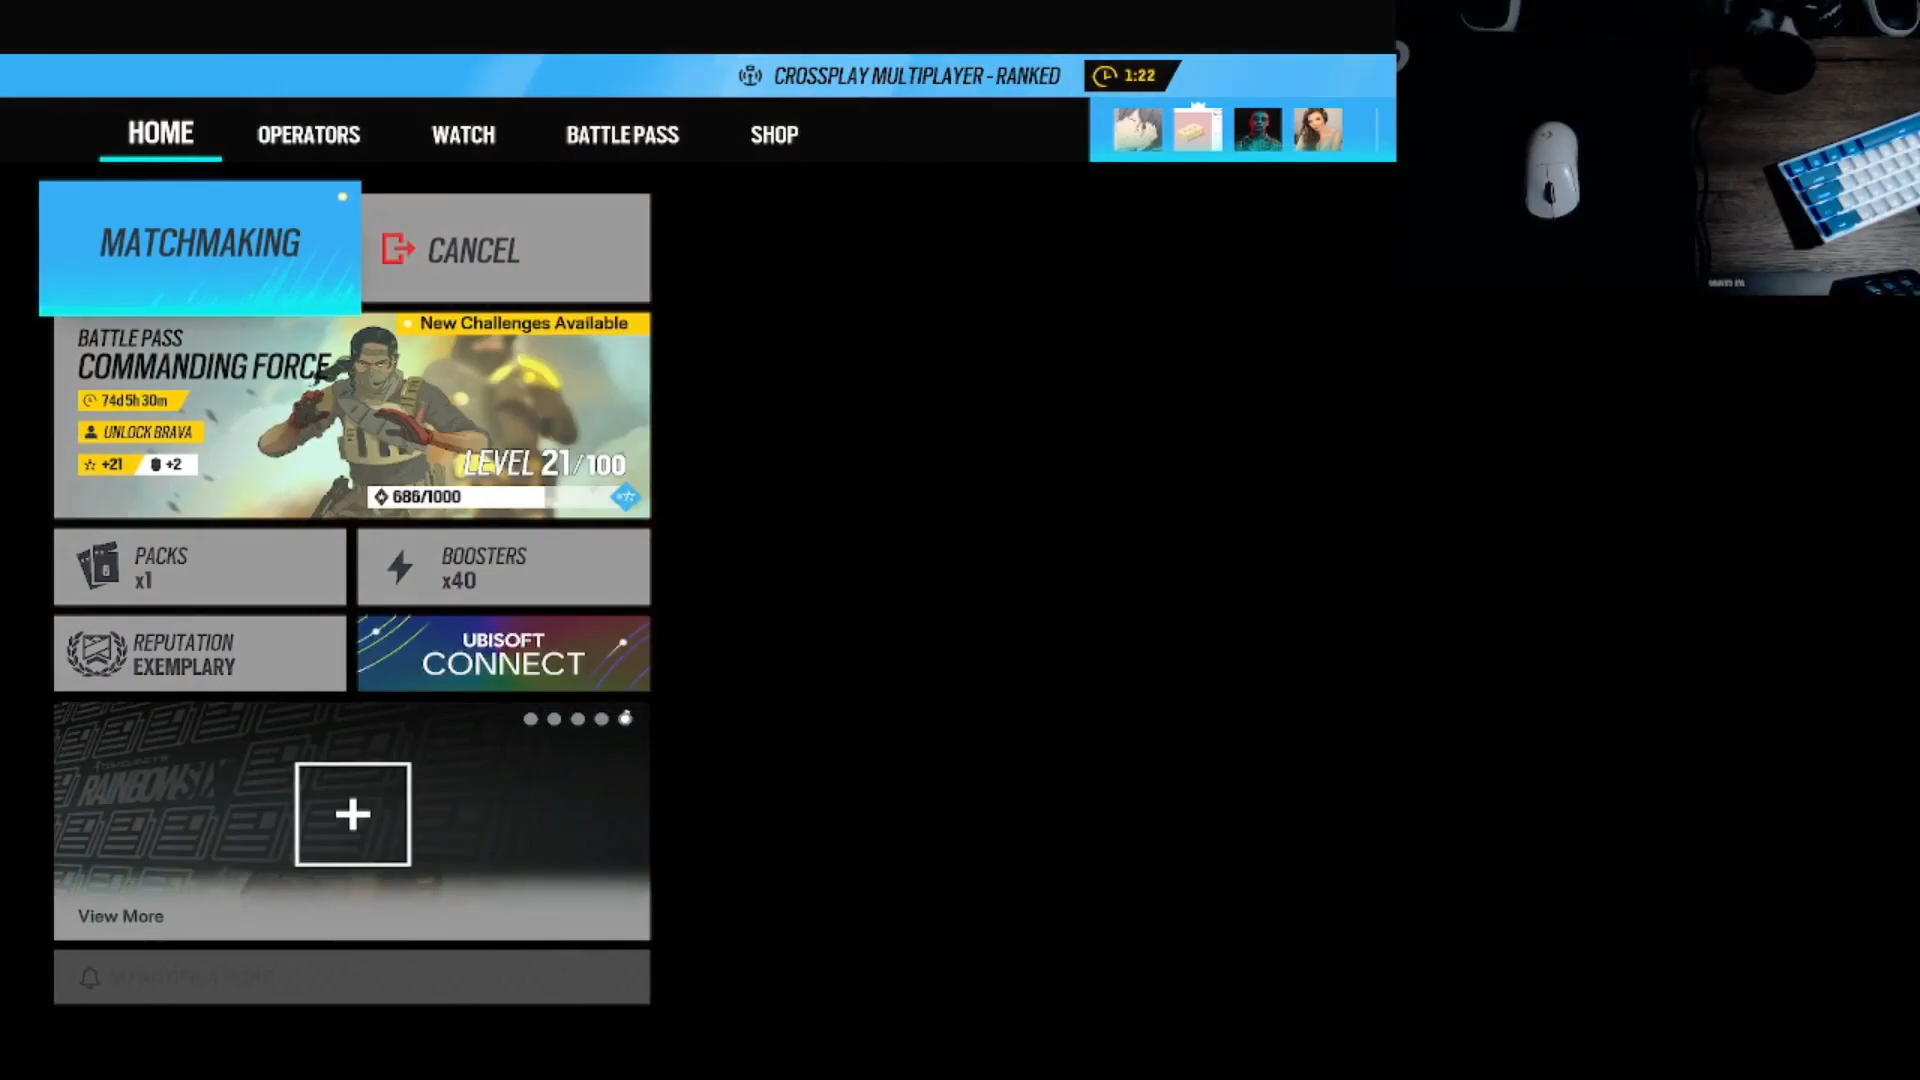 CROSSPLAY MULTIPLAYER - RANKED
1:22
HOME
OPERATORS
WATCH
BATTLE PASS
SHOP
MATCHMAKING
CANCEL
New Challenges Available
BATTLE PASS
COMMANDING FORCE
74d 5h 30m
UNLOCK BRAVA
+21
+2
LEVEL 21/100
686/1000
PACKS
x1
BOOSTERS
x40
REPUTATION
EXEMPLARY
UBISOFT
CONNECT
RAINBOW SIX
View More